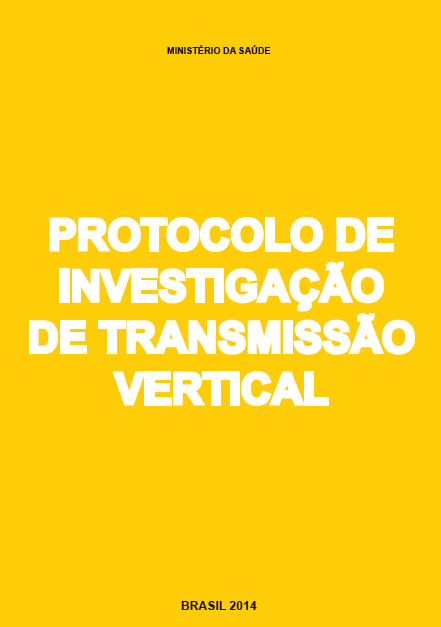 MINISTÉRIO DA SAÚDE
PROTOCOLO DE
INVESTIGAÇÃO
DE TRANSMISSÃO
VERTICAL
BRASIL 2014